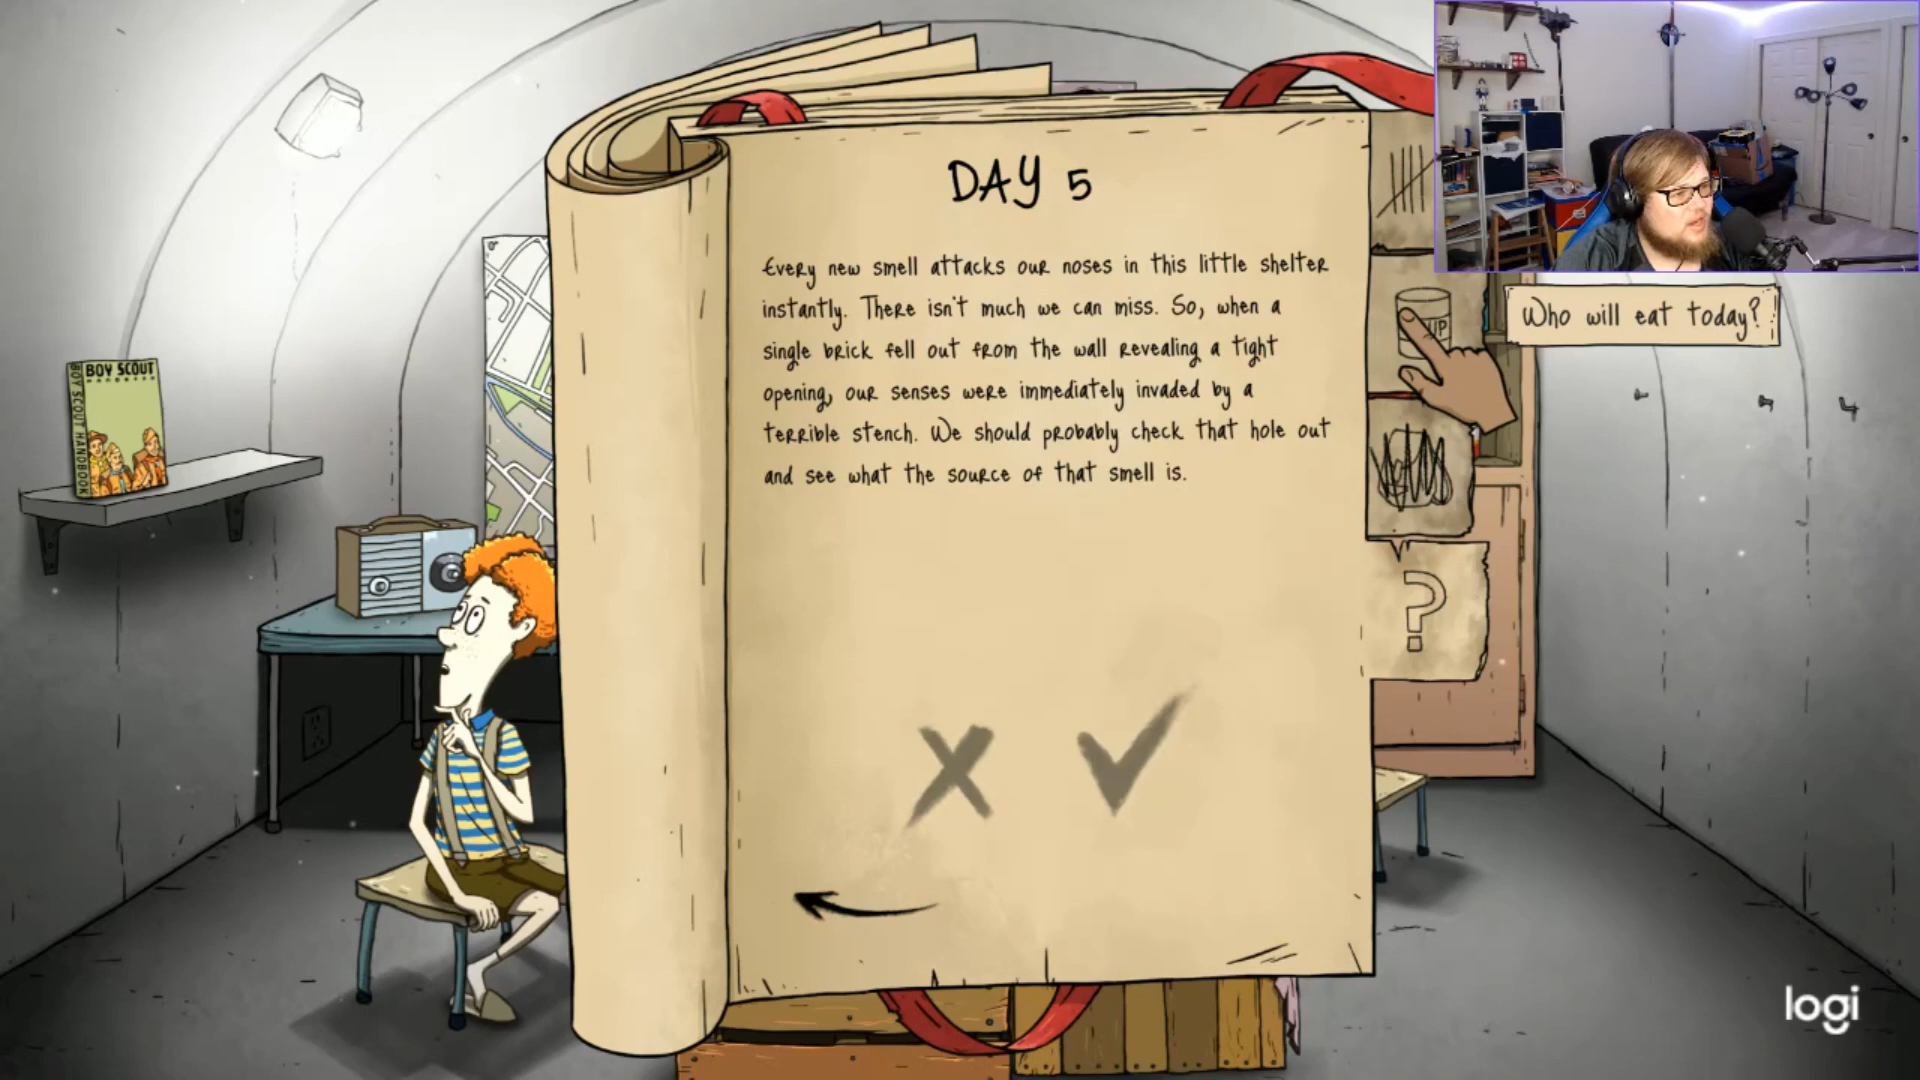 DAY 5
Every new smell attacks our noses in this little shelter
instantly. There isn't much we can miss. So, when a
single brick fell out from the wall revealing a tight
opening, our senses were immediately invaded by a
terrible stench. We should probably check that hole out
and see what the source of that smell is.
UP
Who will eat today?
?
BOY SCOUT
BOY SCOUT HANDBOOK
logi